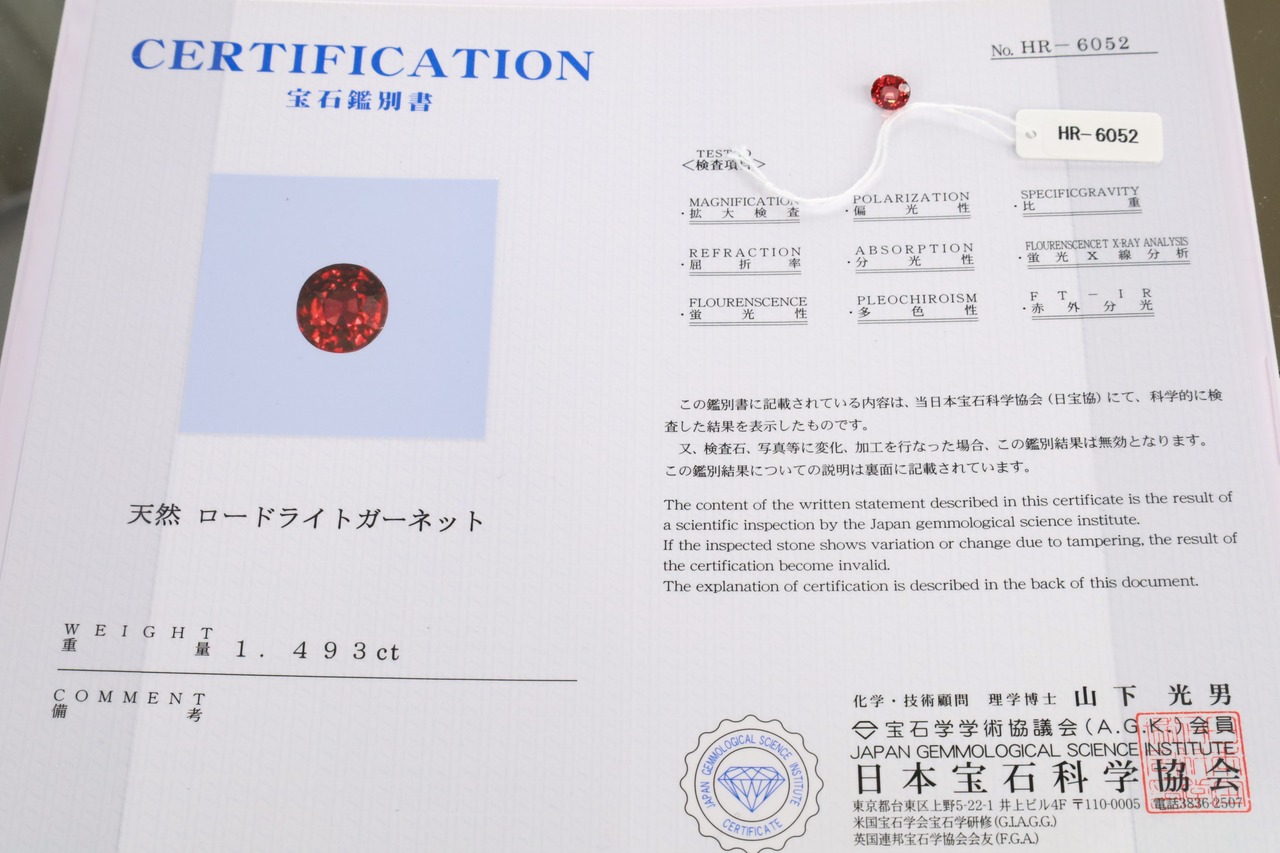 CERTIFICATION
宝石鑑別書
No. HR-6052
HR-6052
<検査項目>
MAGNIFICATION
・拡大検査
POLARIZATION
・偏光性
SPECIFICGRAVITY
・比重
REFRACTION
・屈折率
ABSORPTION
・分光性
FLOURENSCENCET X-RAY ANALYSIS
・蛍光X線分析
FLOURENSCENCE
・蛍光性
PLEOCHIROISM
・多色性
FT-IR
・赤外分光
天然 ロードライトガーネット
WEIGHT
重量 1.493ct
COMMENT
備考
この鑑別書に記載されている内容は、当日本宝石科学協会(日宝協)にて、科学的に検
査した結果を表示したものです。
又、検査石、写真等に変化、加工を行なった場合、この鑑別結果は無効となります。
この鑑別結果についての説明は裏面に記載されています。
The content of the written statement described in this certificate is the result of
a scientific inspection by the Japan gemmological science institute.
If the inspected stone shows variation or change due to tampering, the result of
the certification become invalid.
The explanation of certification is described in the back of this document.
JAPAN GEMMOLOGICAL SCIENCE INSTITUTE
CERTIFICATE
化学・技術顧問 理学博士 山下光男
宝石学学術協議会(A.G.K.)会員
JAPAN GEMMOLOGICAL SCIENCE INSTITUTE
日本宝石科学協会
東京都台東区上野5-22-1 井上ビル4F 〒110-0005 電話3836-2507
米国宝石学会宝石学研修(G.I.A.G.G.)
英国連邦宝石学協会会友(F.G.A.)